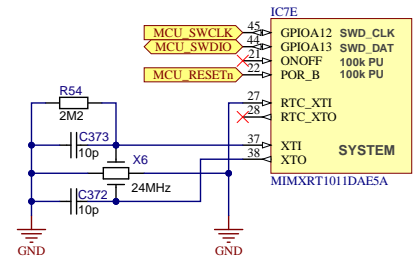 IC7E
MCU_SWCLK 45 GPIOA12 SWD_CLK
MCU_SWDIO 44 GPIOA13 SWD_DAT
21 ONOFF 100k PU
MCU_RESETn 22 POR_B 100k PU
R54
2M2
27 RTC_XTI
28 RTC_XTO
C373
10p
37 XTI
X6
38 XTO
SYSTEM
24MHz
C372
10p
MIMXRT1011DAE5A
GND
GND